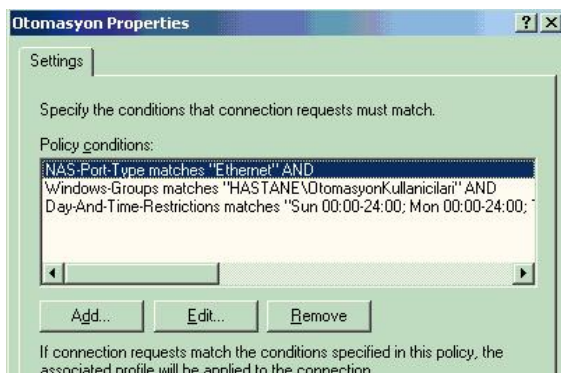 Otomasyon Properties
Settings
Specify the conditions that connection requests must match.
Policy conditions:
NAS-Port-Type matches "Ethernet" AND
Windows-Groups matches "HASTANE\OtomasyonKullanicilari" AND
Day-And-Time-Restrictions matches "Sun 00:00-24:00; Mon 00:00-24:00;
Add... Edit... Remove
If connection requests match the conditions specified in this policy, the
associated profile will be applied to the connection.